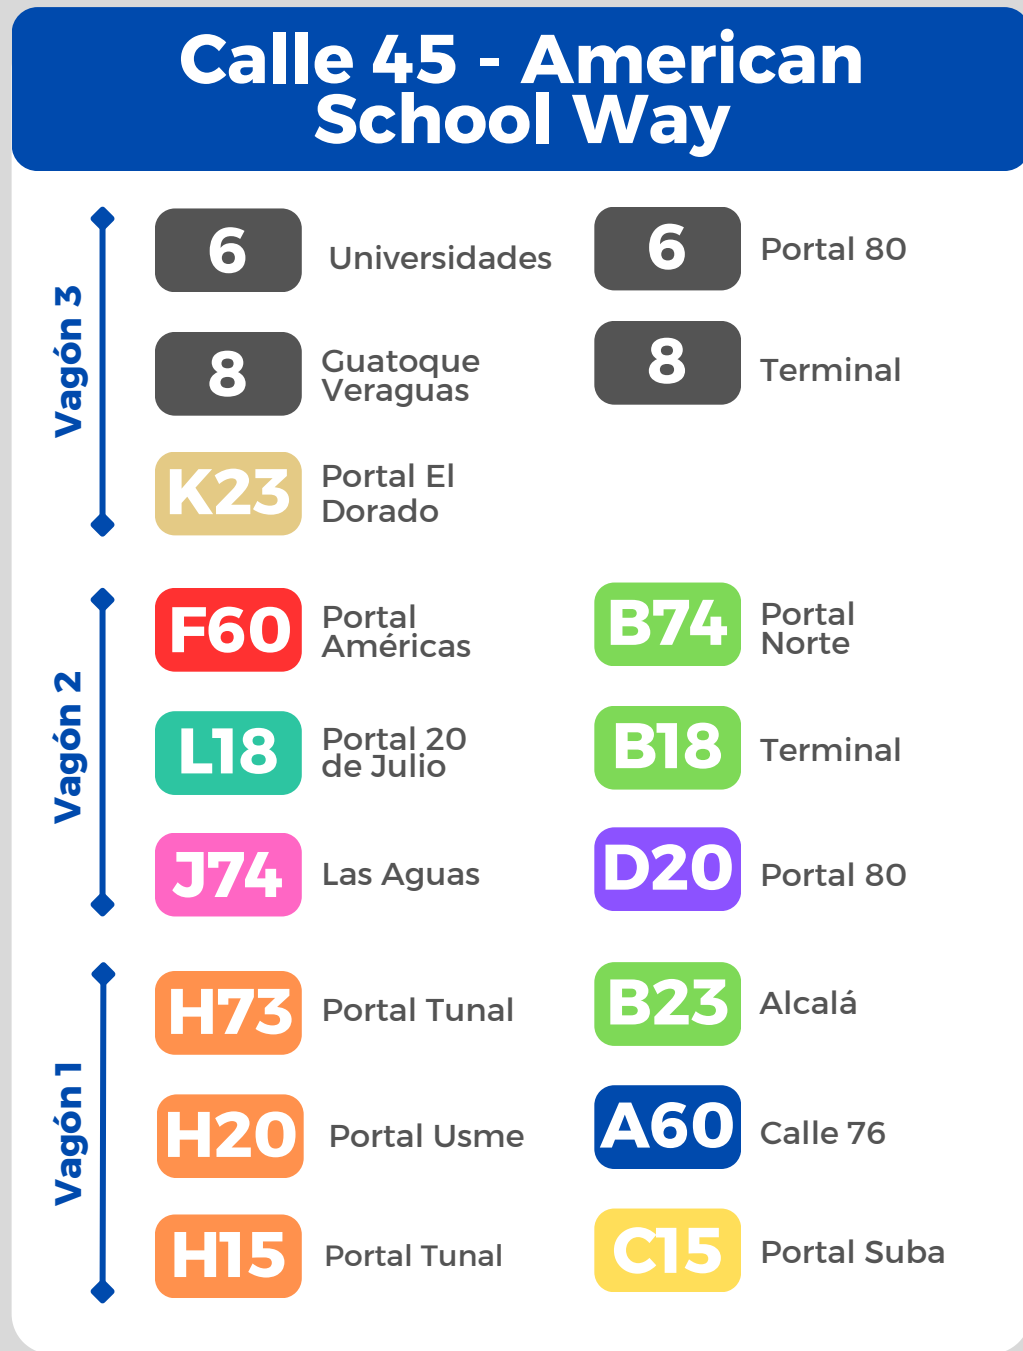 Calle 45 - American
School Way
Vagón 3
6
Universidades
6
Portal 80
8
Guatoque
Veraguas
8
Terminal
K23
Portal El
Dorado
Vagón 2
F60
Portal
Américas
B74
Portal
Norte
L18
Portal 20
de Julio
B18
Terminal
J74
Las Aguas
D20
Portal 80
Vagón 1
H73
Portal Tunal
B23
Alcalá
H20
Portal Usme
A60
Calle 76
H15
Portal Tunal
C15
Portal Suba